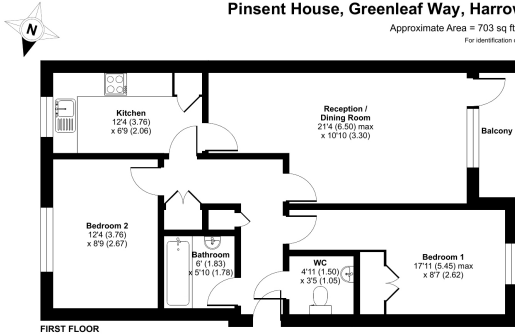 Pinsent House, Greenleaf Way, Harrow
Approximate Area = 703 sq ft
For identification
N
Kitchen
12'4 (3.76)
x 6'9 (2.06)
Reception /
Dining Room
21'4 (6.50) max
x 10'10 (3.30)
Balcony
Bedroom 2
12'4 (3.76)
x 8'9 (2.67)
Bathroom
6' (1.83)
x 5'10 (1.78)
WC
4'11 (1.50)
x 3'5 (1.05)
Bedroom 1
17'11 (5.45) max
x 8'7 (2.62)
FIRST FLOOR